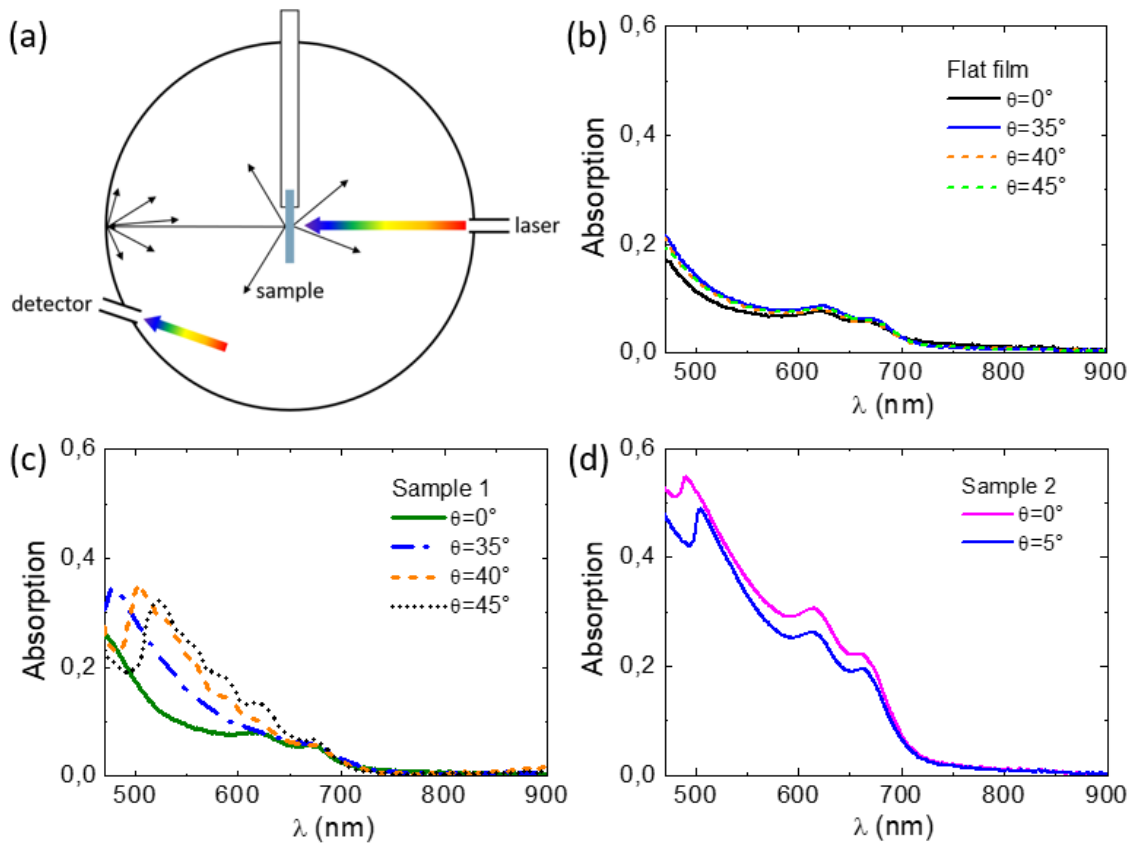 (a)
laser
sample
detector
(b)
0,6
0,4
0,2
0,0
Absorption
Flat film
θ=0°
θ=35°
θ=40°
θ=45°
500 600 700 800 900
λ (nm)
(c)
0,6
0,4
0,2
0,0
Absorption
Sample 1
θ=0°
θ=35°
θ=40°
θ=45°
500 600 700 800 900
λ (nm)
(d)
0,6
0,4
0,2
0,0
Absorption
Sample 2
θ=0°
θ=5°
500 600 700 800 900
λ (nm)